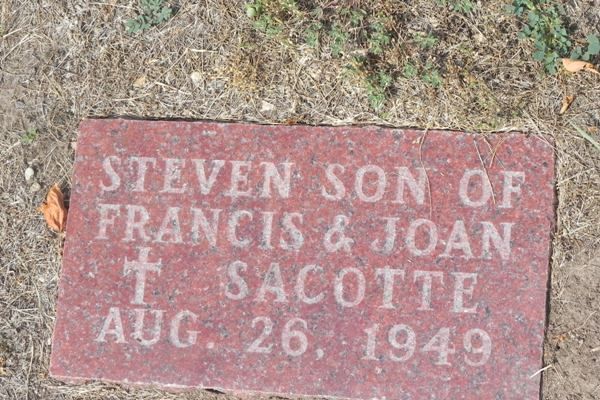 STEVEN SON OF
FRANCIS & JOAN
SACOTTE
AUG. 26, 1949